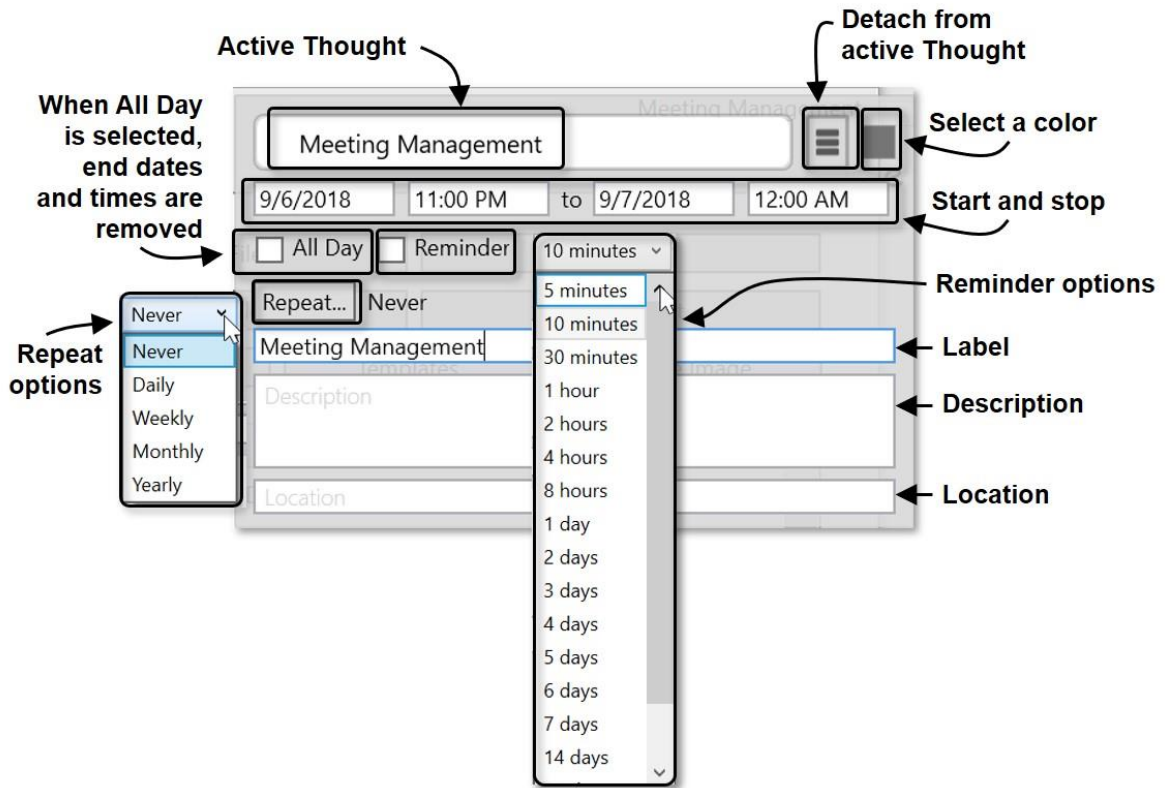 Active Thought
Detach from
active Thought
When All Day
is selected,
end dates
and times are
removed
Meeting Management
Meeting Management
Select a color
9/6/2018 11:00 PM to 9/7/2018 12:00 AM
Start and stop
All Day Reminder 10 minutes
Reminder options
Repeat... Never
Never
Never
Daily
Weekly
Monthly
Yearly
Repeat
options
5 minutes
10 minutes
30 minutes
1 hour
2 hours
4 hours
8 hours
1 day
2 days
3 days
4 days
5 days
6 days
7 days
14 days
Meeting Management
Label
Templates
Image
Description
Description
Location
Location